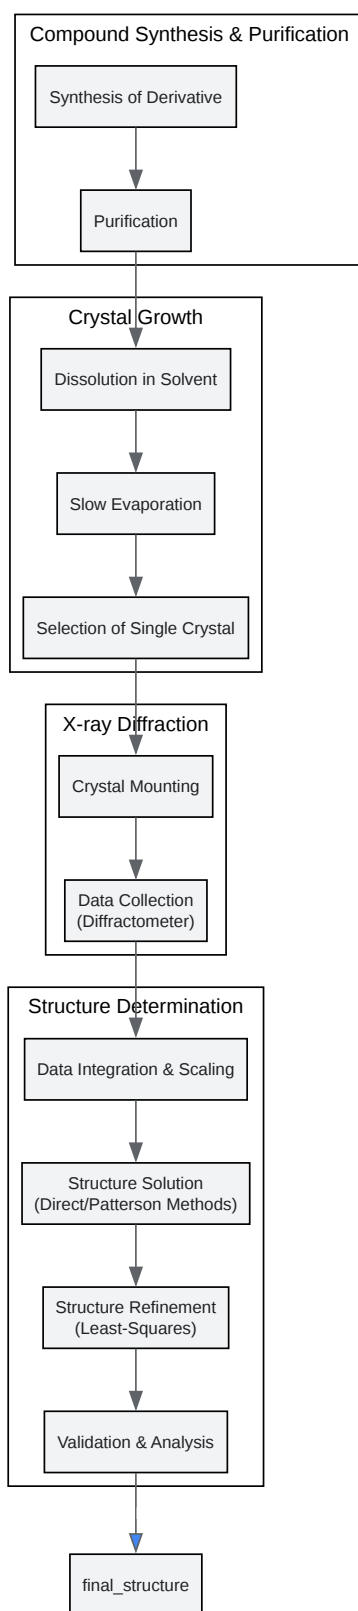 Compound Synthesis & Purification
Synthesis of Derivative
Purification
Crystal Growth
Dissolution in Solvent
Slow Evaporation
Selection of Single Crystal
X-ray Diffraction
Crystal Mounting
Data Collection
(Diffractometer)
Structure Determination
Data Integration & Scaling
Structure Solution
(Direct/Patterson Methods)
Structure Refinement
(Least-Squares)
Validation & Analysis
final_structure